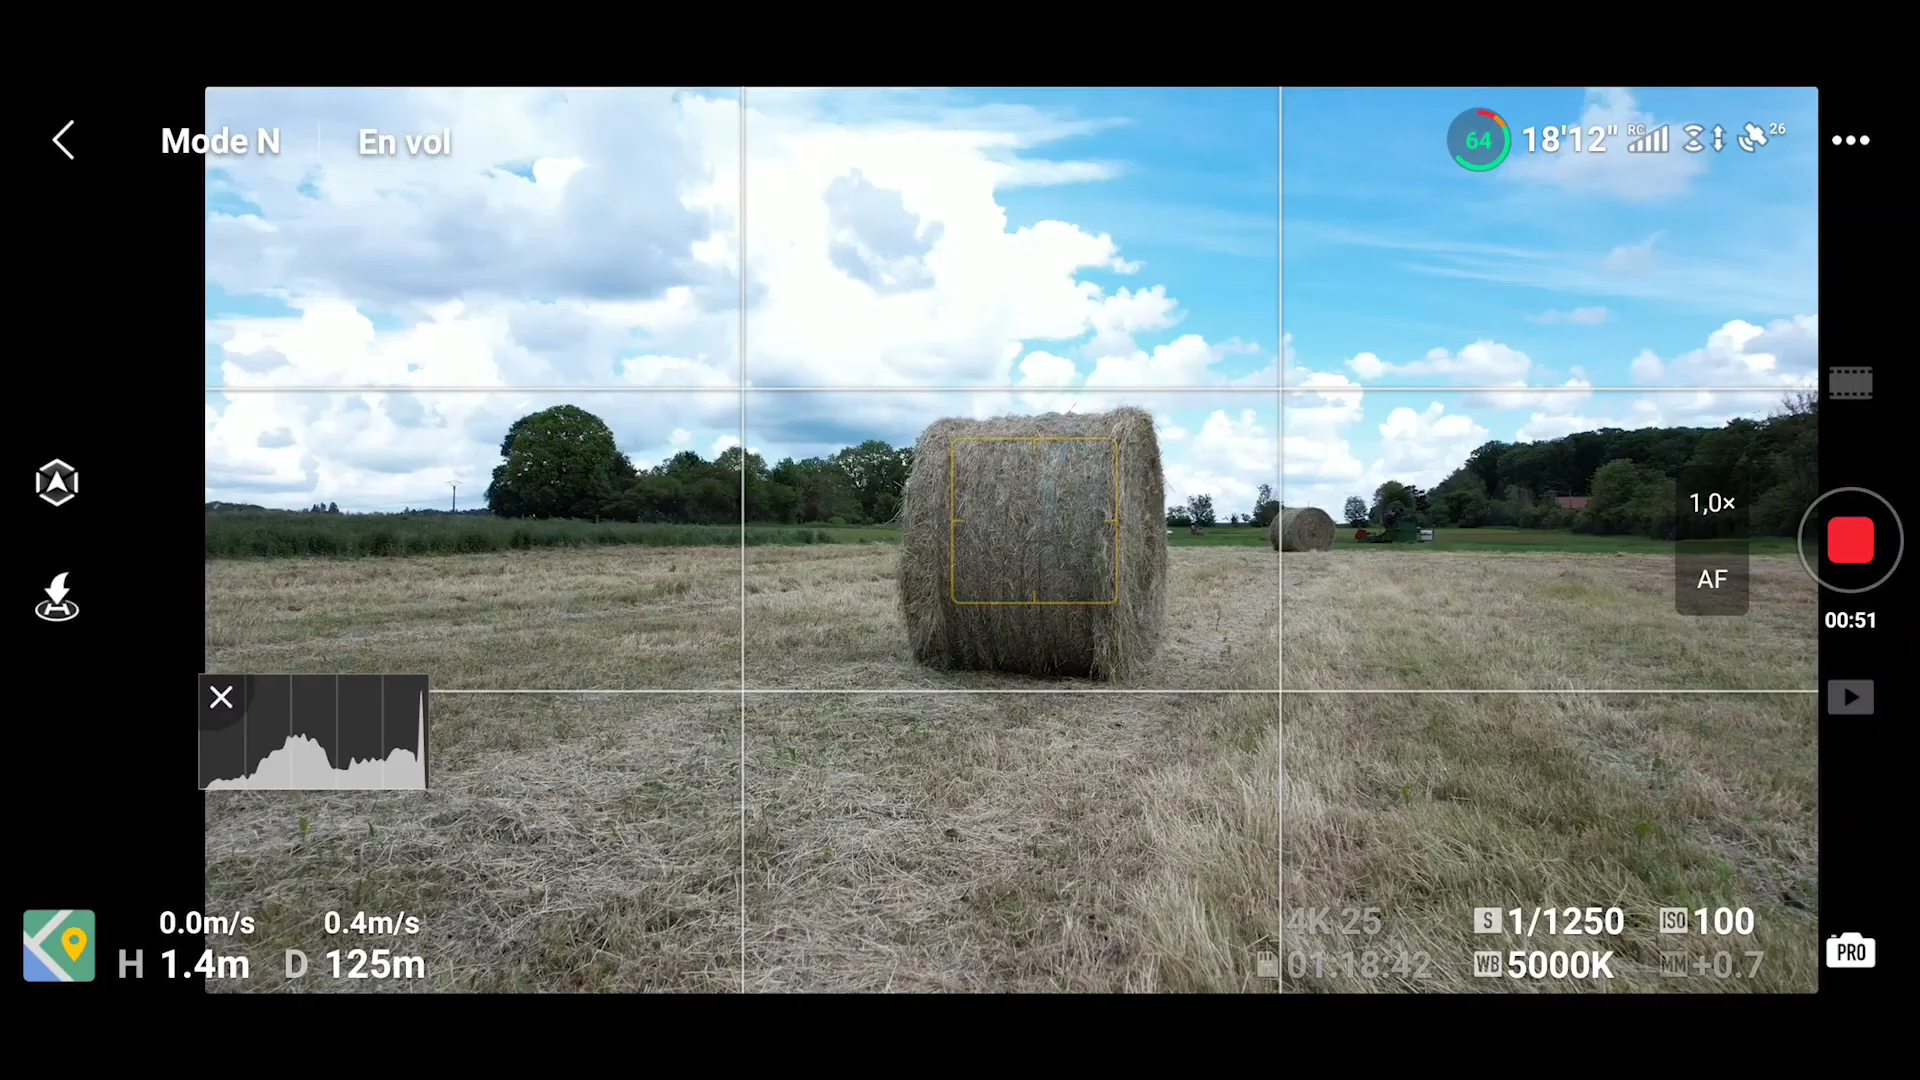 Mode N
En vol
64
18'12"
RC
26
1,0×
AF
00:51
0.0m/s
0.4m/s
H 1.4m
D 125m
4K 25
S 1/1250
ISO 100
01:18:42
WB 5000K
MM +0.7
PRO